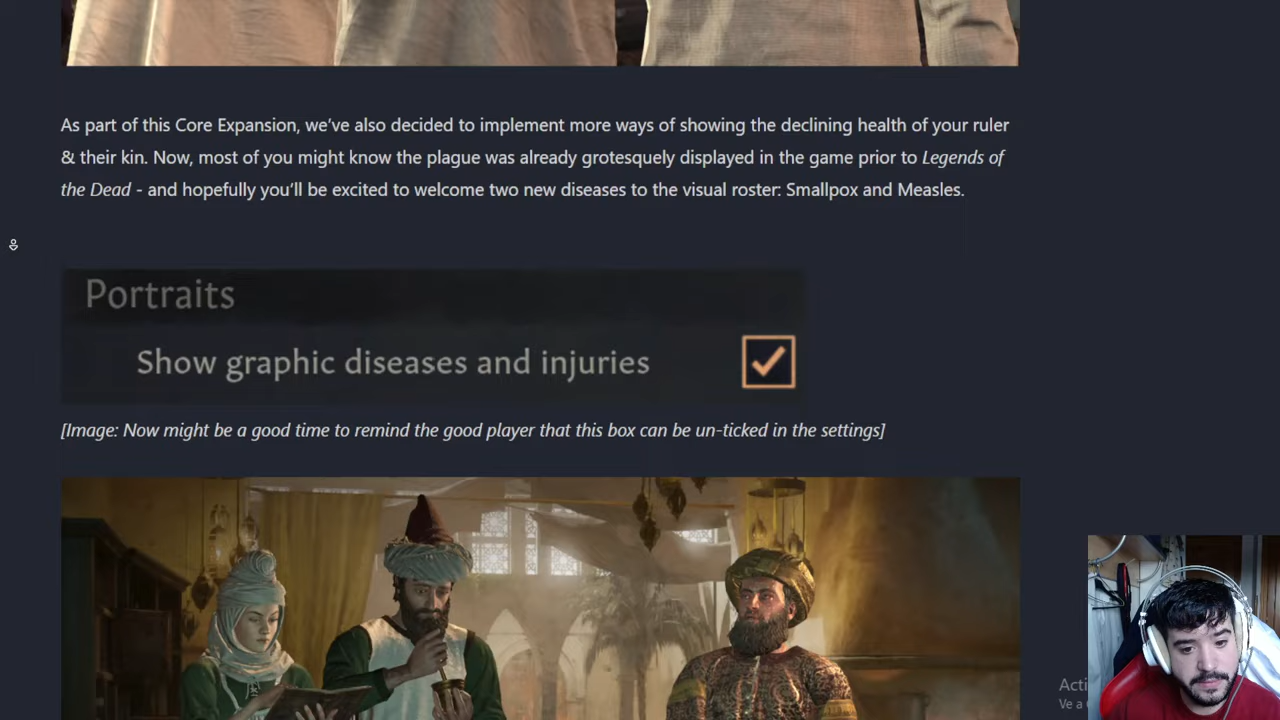 As part of this Core Expansion, we’ve also decided to implement more ways of showing the declining health of your ruler
& their kin. Now, most of you might know the plague was already grotesquely displayed in the game prior to Legends of
the Dead - and hopefully you’ll be excited to welcome two new diseases to the visual roster: Smallpox and Measles.
Portraits
Show graphic diseases and injuries
[Image: Now might be a good time to remind the good player that this box can be un-ticked in the settings]
Acti
Ve a